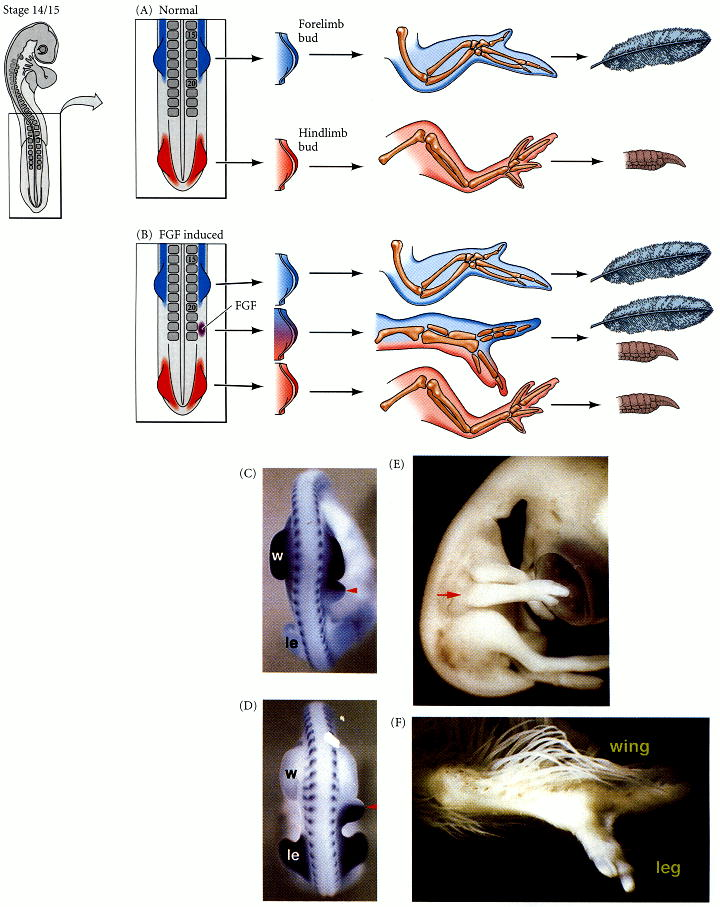 Stage 14/15
(A) Normal
15
20
Forelimb
bud
Hindlimb
bud
(B) FGF induced
15
20
FGF
(C)
w
le
(D)
w
le
(E)
(F)
wing
leg